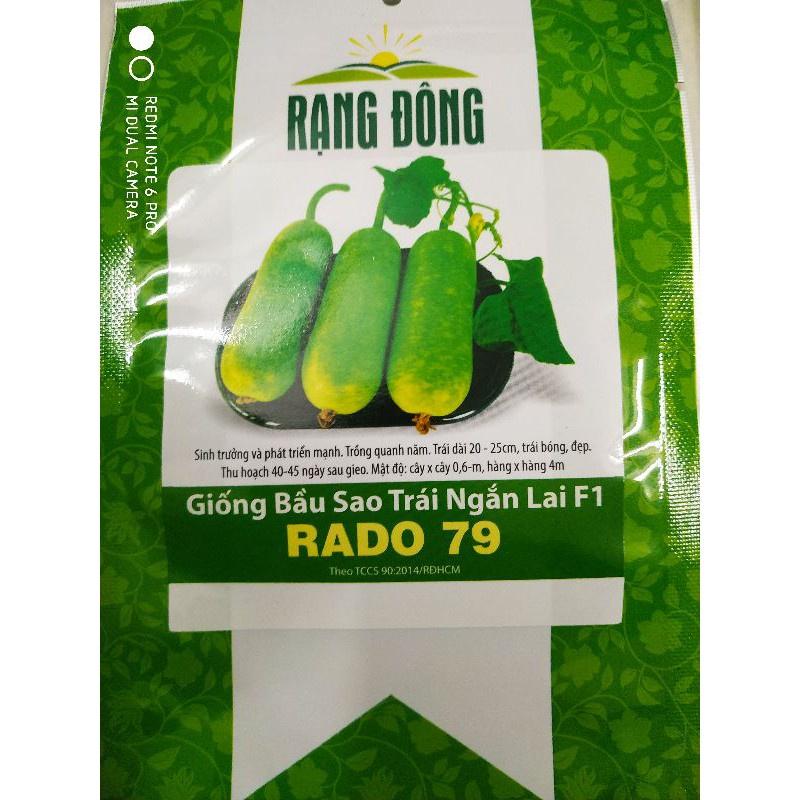 RẠNG ĐÔNG
Sinh trưởng và phát triển mạnh. Trồng quanh năm. Trái dài 20 - 25cm, trái bóng, đẹp.
Thu hoạch 40-45 ngày sau gieo. Mật độ: cây x cây 0,6-m, hàng x hàng 4m
Giống Bầu Sao Trái Ngắn Lai F1
RADO 79
Theo TCCS 90:2014/RĐHCM
REDMI NOTE 6 PRO
MI DUAL CAMERA